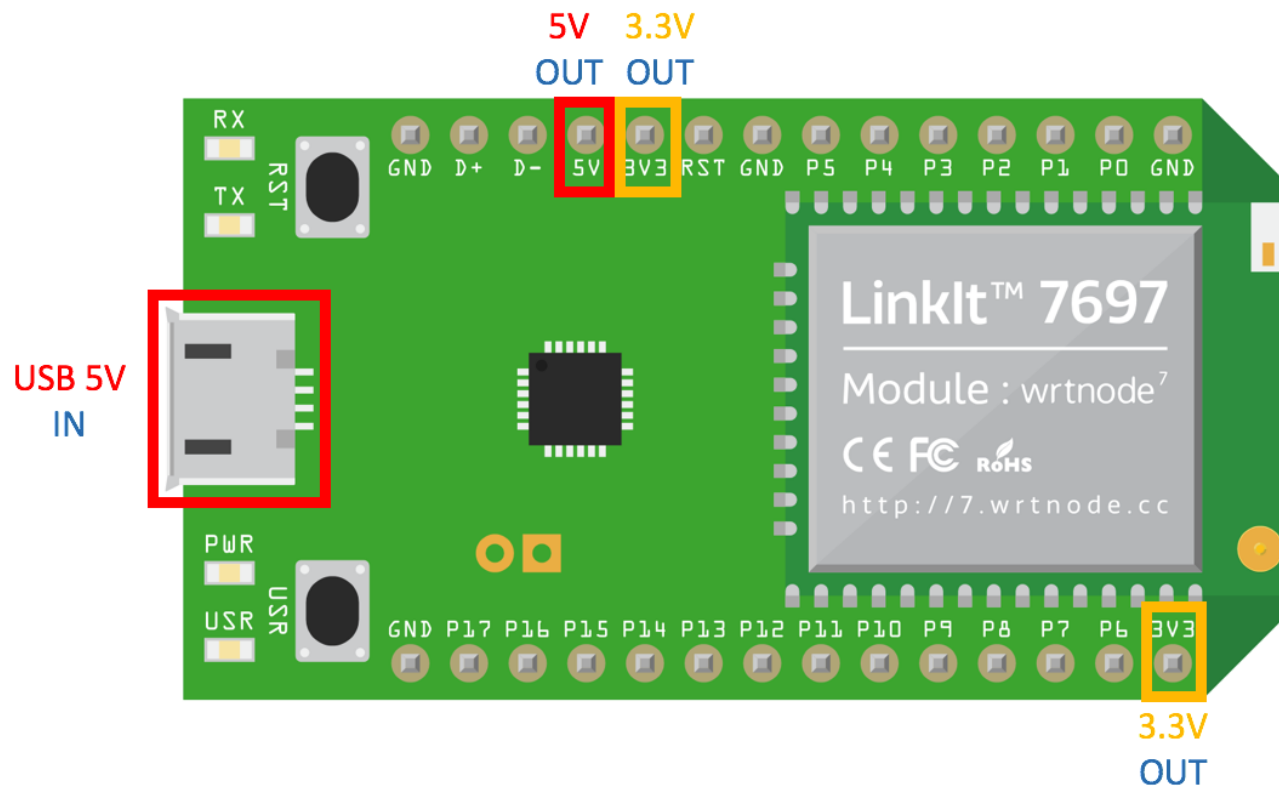 5V 3.3V
OUT OUT
RX
TX
RST
GND D+ D- 5V 3V3 RST GND P5 P4 P3 P2 P1 P0 GND
USB 5V
IN
LinkIt™ 7697
Module : wrtnode⁷
CE FC RoHS
http://7.wrtnode.cc
PWR
USR
USR
GND P17 P16 P15 P14 P13 P12 P11 P10 P9 P8 P7 P6 3V3
3.3V
OUT